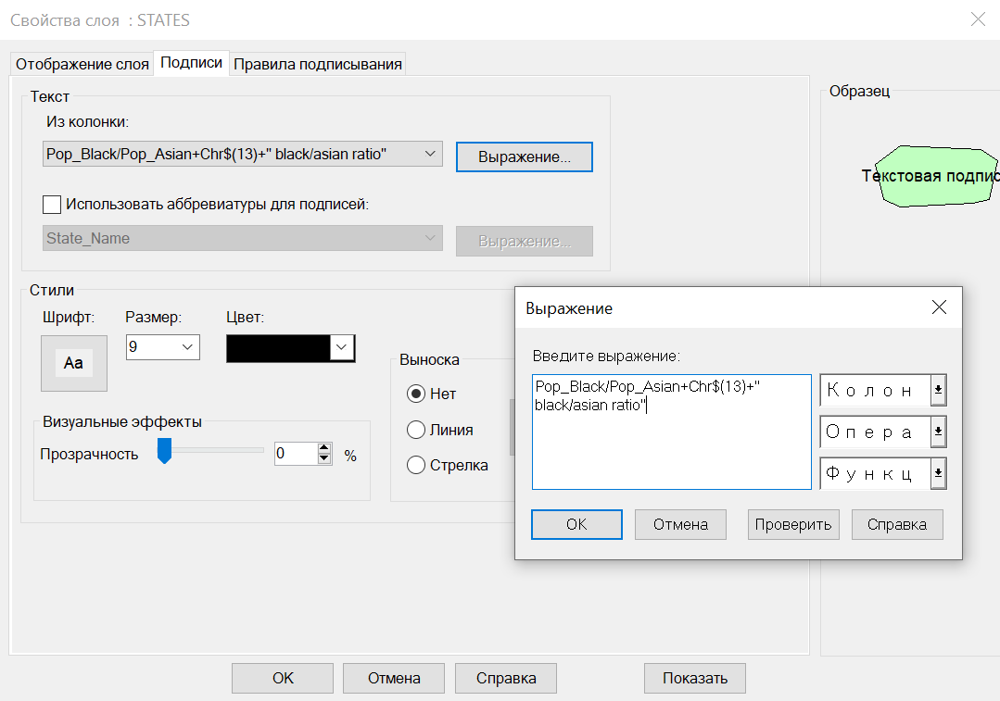 Свойства слоя : STATES
Отображение слоя
Подписи
Правила подписывания
Текст
Из колонки:
Pop_Black/Pop_Asian+Chr$(13)+" black/asian ratio"
Выражение...
Использовать аббревиатуры для подписей:
State_Name
Выражение...
Стили
Шрифт:
Размер:
Цвет:
Aa
9
Визуальные эффекты
Прозрачность
0
%
Выноска
Нет
Линия
Стрелка
Образец
Текстовая подпис
Выражение
Введите выражение:
Pop_Black/Pop_Asian+Chr$(13)+"
black/asian ratio"
Колон
Опера
Функц
OK
Отмена
Проверить
Справка
OK
Отмена
Справка
Показать